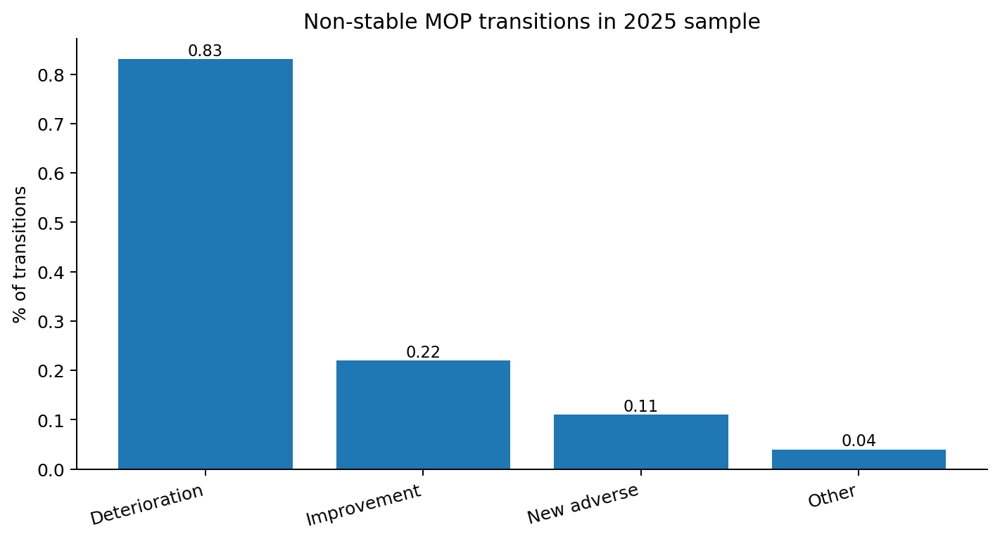 Non-stable MOP transitions in 2025 sample
% of transitions
0.8
0.7
0.6
0.5
0.4
0.3
0.2
0.1
0.0
0.83
0.22
0.11
0.04
Deterioration
Improvement
New adverse
Other